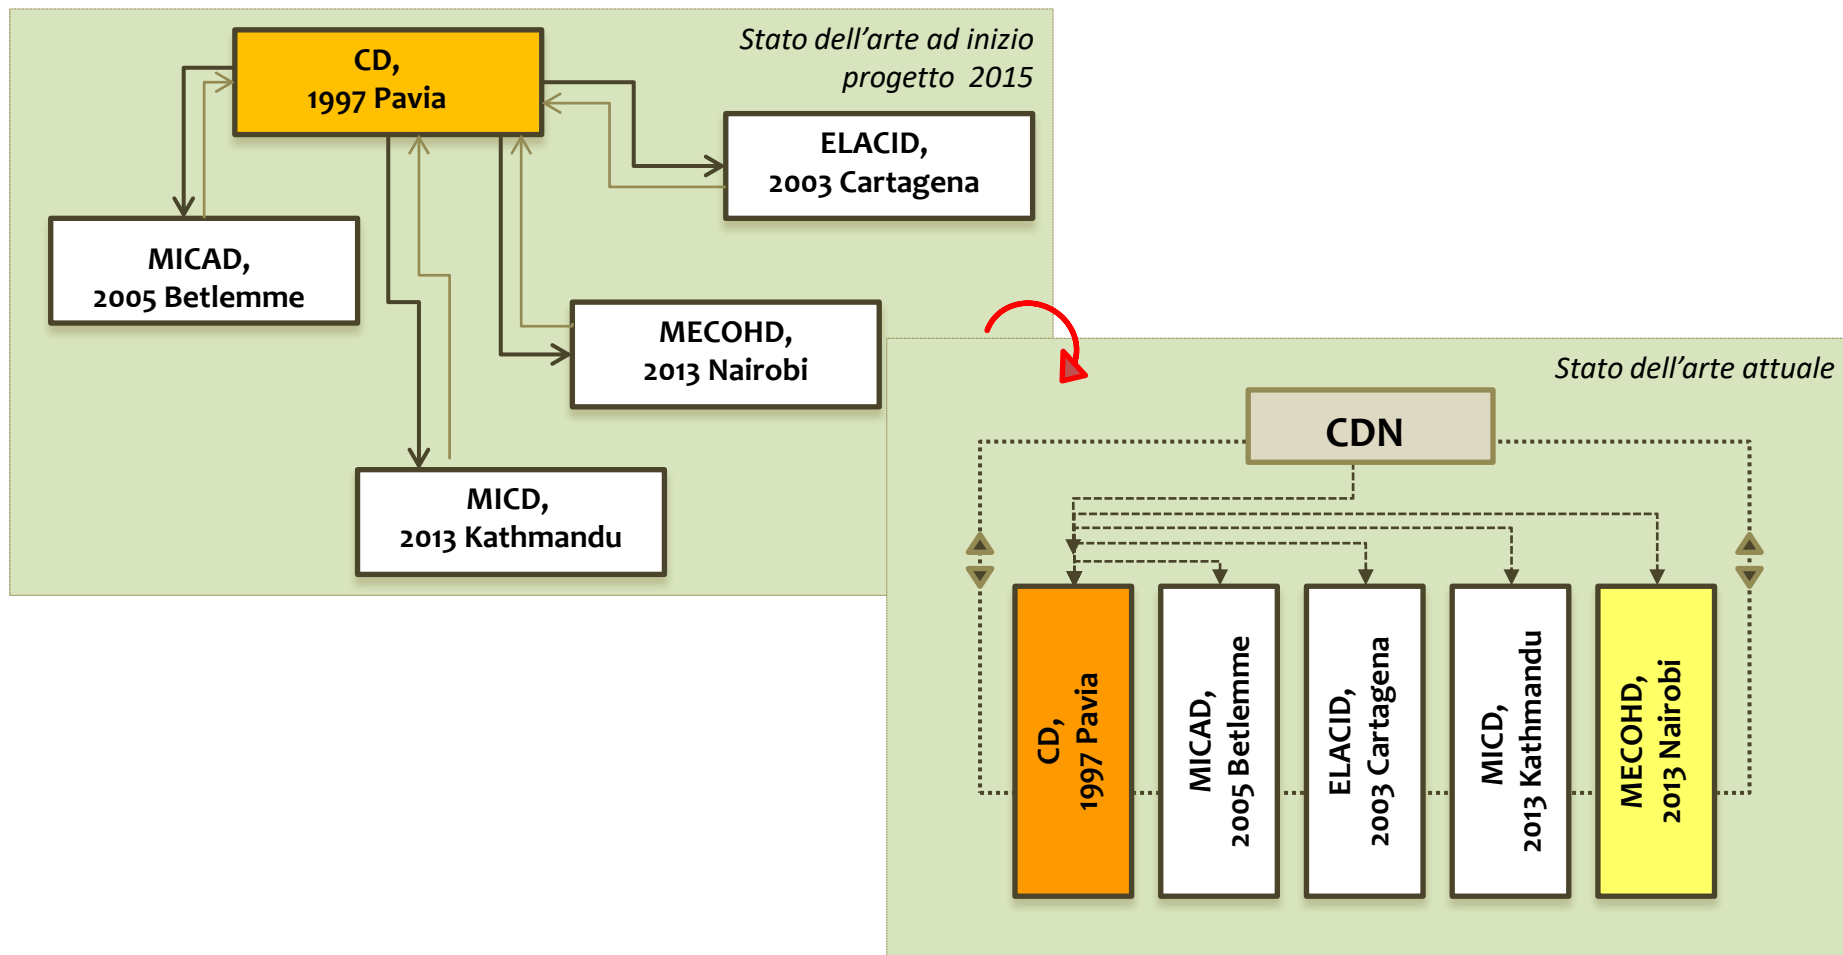 Stato dell’arte ad inizio
progetto 2015
CD,
1997 Pavia
ELACID,
2003 Cartagena
MICAD,
2005 Betlemme
MECOHD,
2013 Nairobi
MICD,
2013 Kathmandu
Stato dell’arte attuale
CDN
CD,
1997 Pavia
MICAD,
2005 Betlemme
ELACID,
2003 Cartagena
MICD,
2013 Kathmandu
MECOHD,
2013 Nairobi